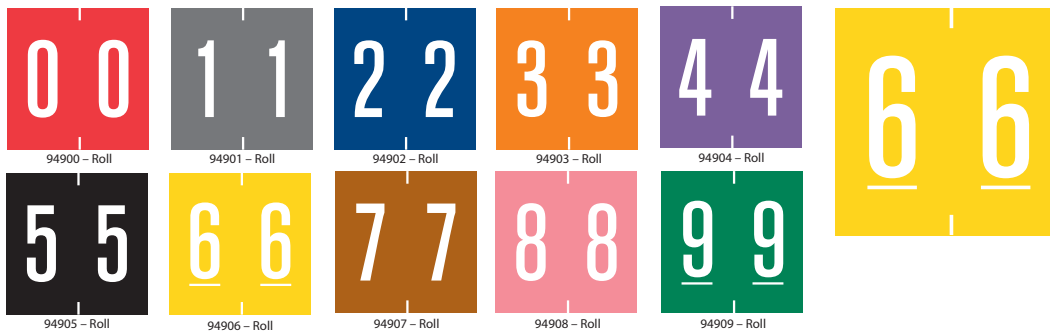 0 0
94900 – Roll
1 1
94901 – Roll
2 2
94902 – Roll
3 3
94903 – Roll
4 4
94904 – Roll
5 5
94905 – Roll
6 6
94906 – Roll
7 7
94907 – Roll
8 8
94908 – Roll
9 9
94909 – Roll
6 6